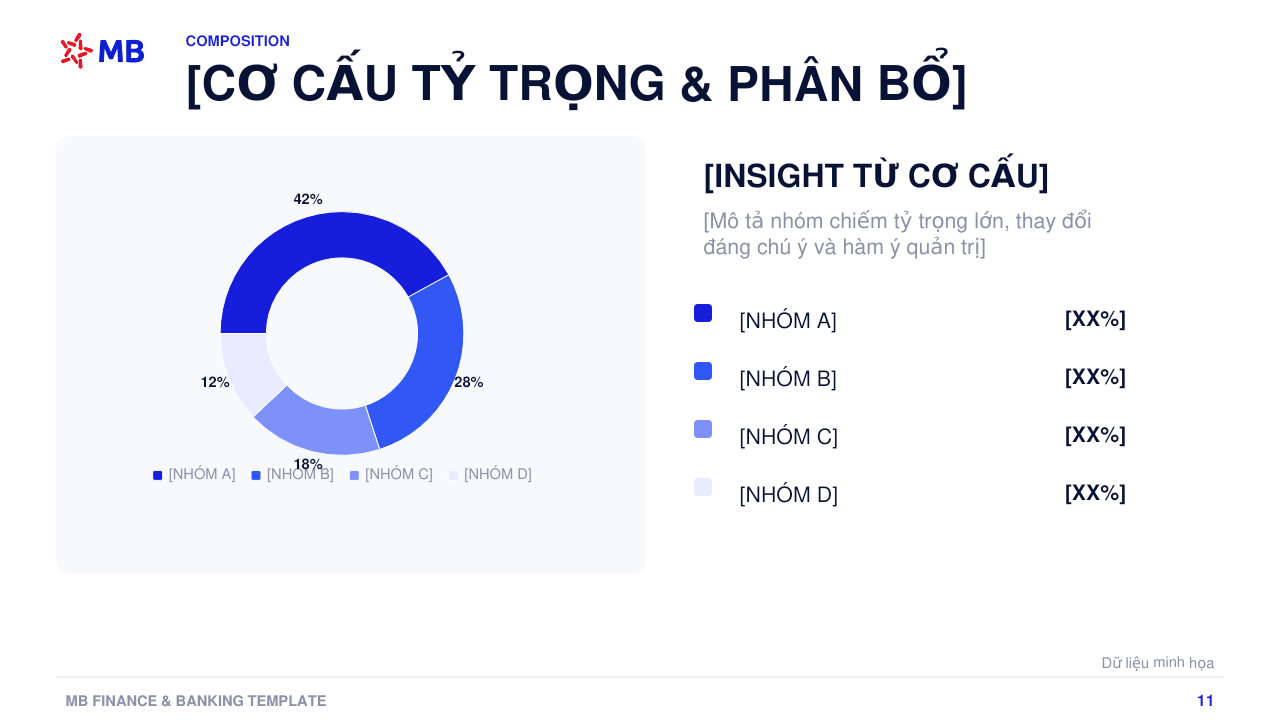 MB
COMPOSITION
[CƠ CẤU TỶ TRỌNG & PHÂN BỔ]
42%
12%
28%
18%
[NHÓM A] [NHÓM B] [NHÓM C] [NHÓM D]
[INSIGHT TỪ CƠ CẤU]
[Mô tả nhóm chiếm tỷ trọng lớn, thay đổi
đáng chú ý và hàm ý quản trị]
[NHÓM A] [XX%]
[NHÓM B] [XX%]
[NHÓM C] [XX%]
[NHÓM D] [XX%]
Dữ liệu minh họa
MB FINANCE & BANKING TEMPLATE 11